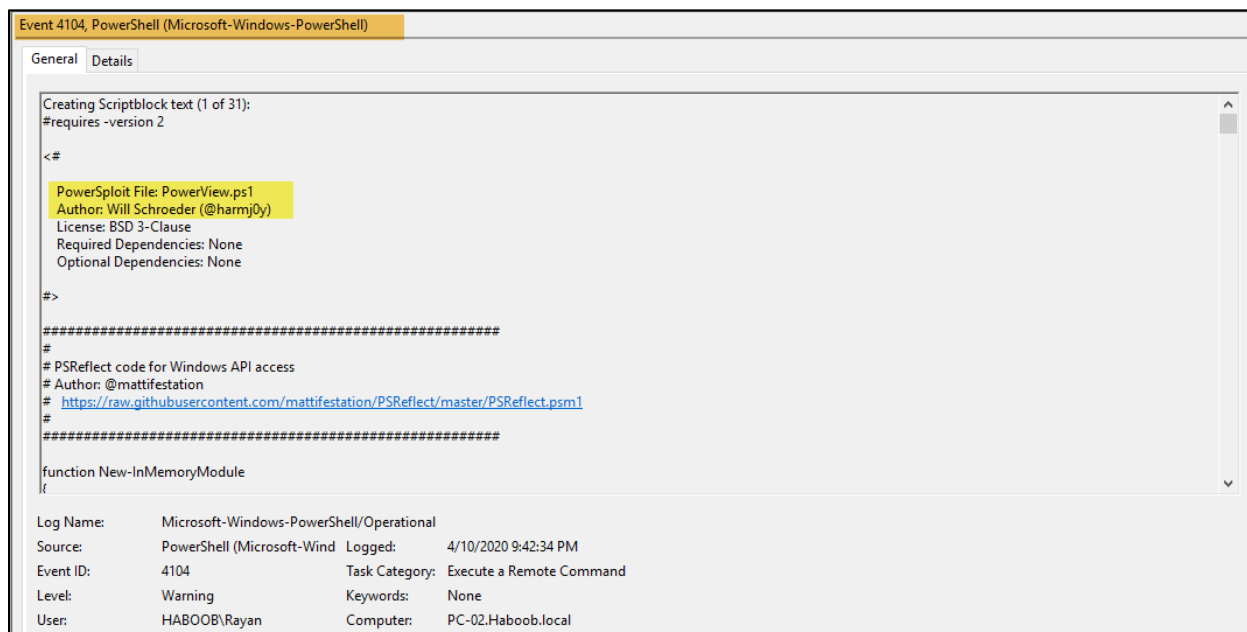 Event 4104, PowerShell (Microsoft-Windows-PowerShell)
General Details
Creating Scriptblock text (1 of 31):
#requires -version 2
<#
PowerSploit File: PowerView.ps1
Author: Will Schroeder (@harmj0y)
License: BSD 3-Clause
Required Dependencies: None
Optional Dependencies: None
#>
########################################################
#
# PSReflect code for Windows API access
# Author: @mattifestation
# https://raw.githubusercontent.com/mattifestation/PSReflect/master/PSReflect.psm1
#
########################################################
function New-InMemoryModule
{
Log Name: Microsoft-Windows-PowerShell/Operational
Source: PowerShell (Microsoft-Wind Logged: 4/10/2020 9:42:34 PM
Event ID: 4104 Task Category: Execute a Remote Command
Level: Warning Keywords: None
User: HABOOB\Rayan Computer: PC-02.Haboob.local